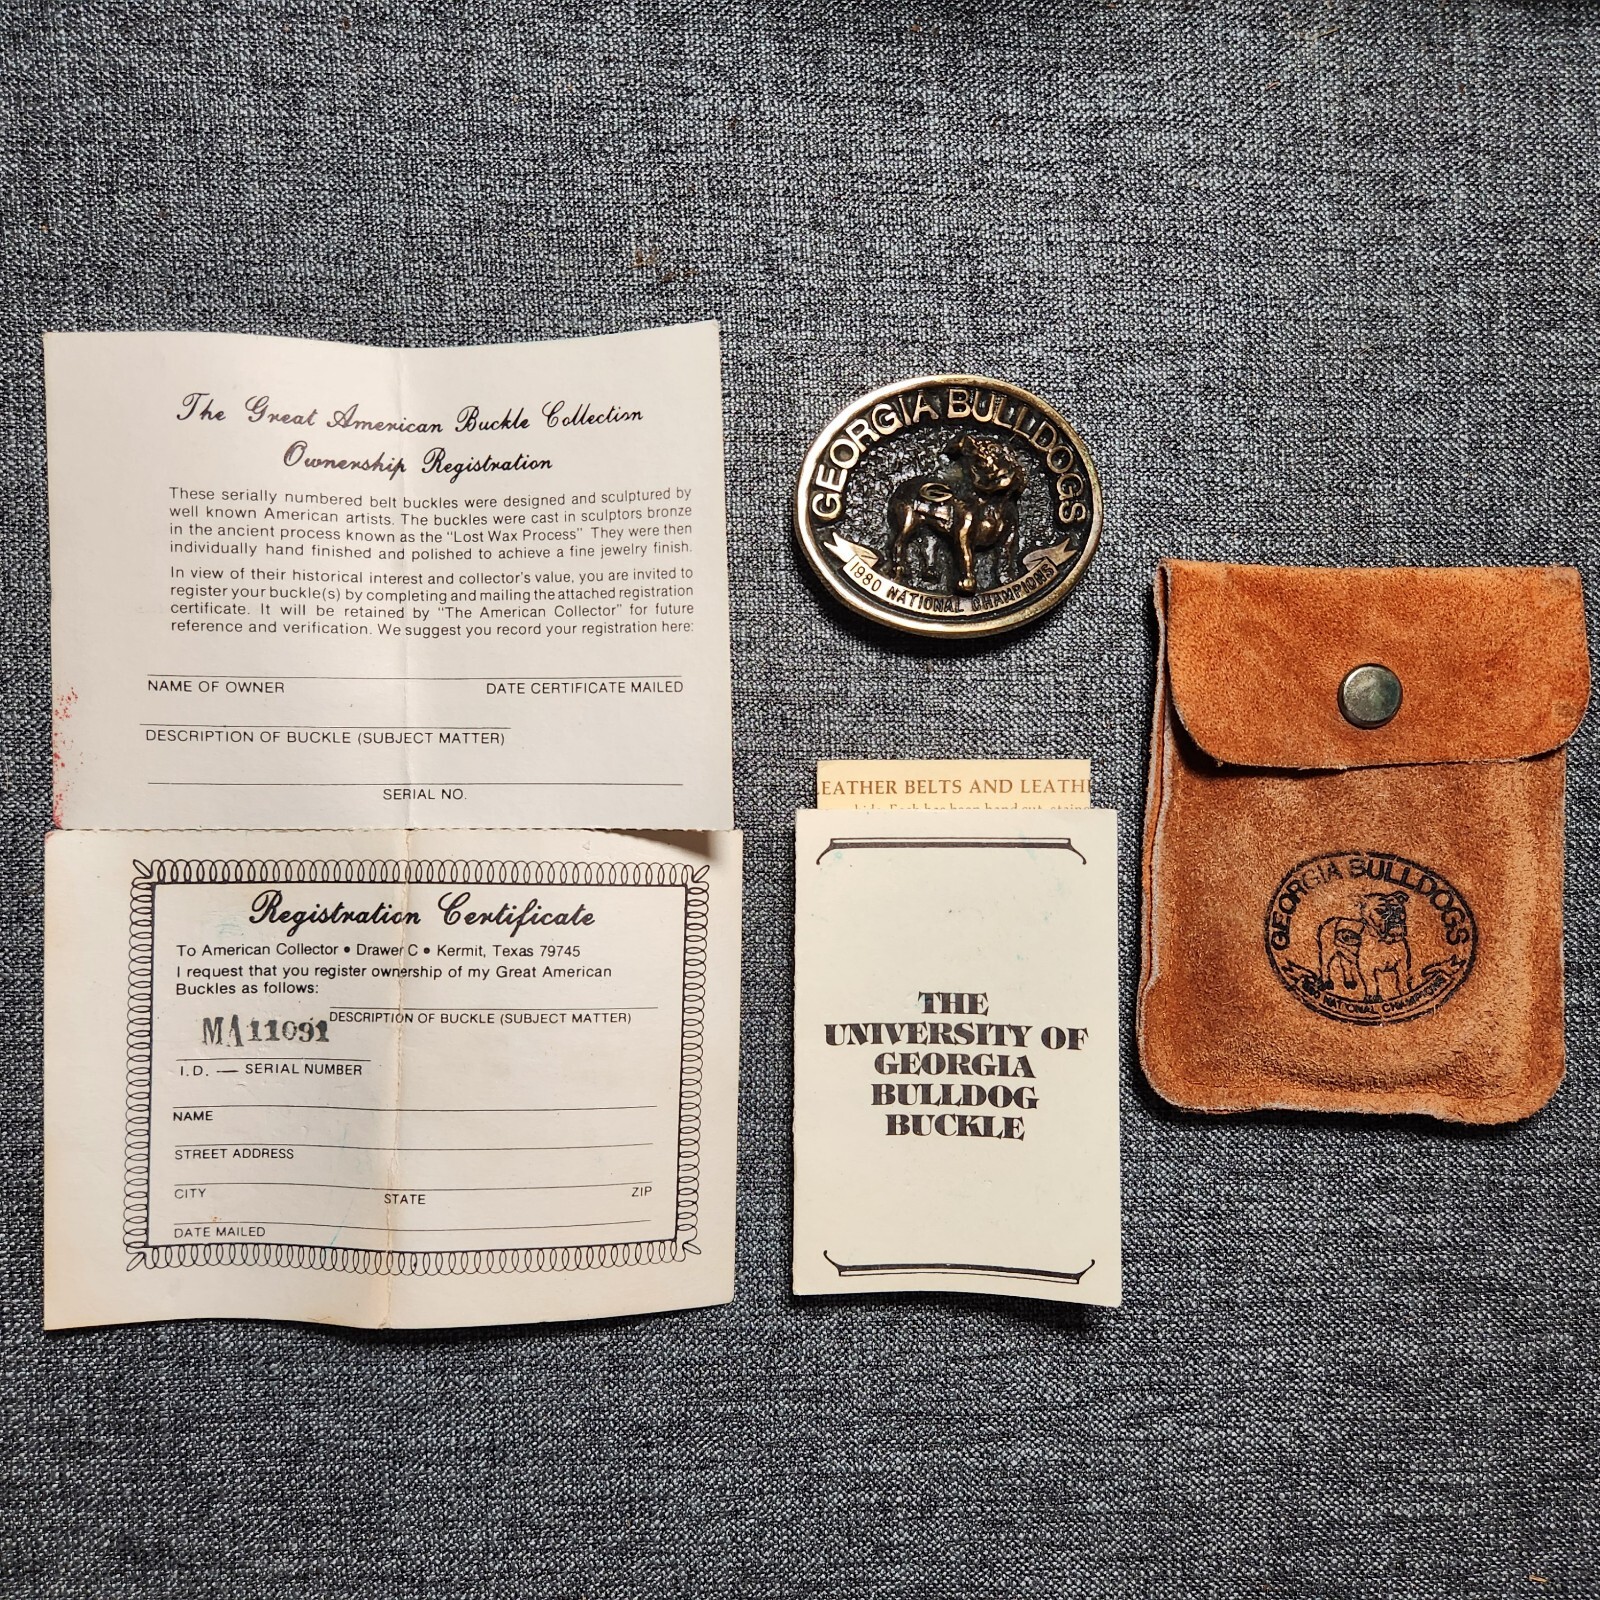 The Great American Buckle Collection
Ownership Registration
These serially numbered belt buckles were designed and sculptured by
well known American artists. The buckles were cast in sculptors bronze
in the ancient process known as the "Lost Wax Process" They were then
individually hand finished and polished to achieve a fine jewelry finish.
In view of their historical interest and collector's value, you are invited to
register your buckle(s) by completing and mailing the attached registration
certificate. It will be retained by "The American Collector" for future
reference and verification. We suggest you record your registration here:
NAME OF OWNER DATE CERTIFICATE MAILED
DESCRIPTION OF BUCKLE (SUBJECT MATTER)
SERIAL NO.
Registration Certificate
To American Collector • Drawer C • Kermit, Texas 79745
I request that you register ownership of my Great American
Buckles as follows:
DESCRIPTION OF BUCKLE (SUBJECT MATTER)
MA11091
I.D. — SERIAL NUMBER
NAME
STREET ADDRESS
CITY STATE ZIP
DATE MAILED
GEORGIA BULLDOGS
G
1980 NATIONAL CHAMPIONS
EATHER BELTS AND LEATH
THE
UNIVERSITY OF
GEORGIA
BULLDOG
BUCKLE
GEORGIA BULLDOGS
1980 NATIONAL CHAMPIONS